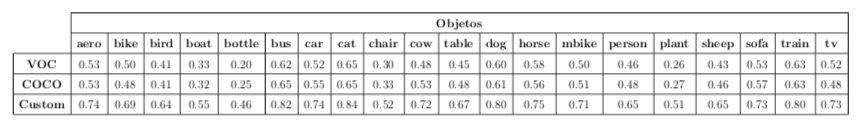 Objetos
aero bike bird boat bottle bus car cat chair cow table dog horse mbike person plant sheep sofa train tv
VOC 0.53 0.50 0.41 0.33 0.20 0.62 0.52 0.65 0.30 0.48 0.45 0.60 0.58 0.50 0.46 0.26 0.43 0.53 0.63 0.52
COCO 0.53 0.48 0.41 0.32 0.25 0.65 0.55 0.65 0.33 0.53 0.48 0.61 0.56 0.51 0.48 0.27 0.46 0.57 0.63 0.48
Custom 0.74 0.69 0.64 0.55 0.46 0.82 0.74 0.84 0.52 0.72 0.67 0.80 0.75 0.71 0.65 0.51 0.65 0.73 0.80 0.73